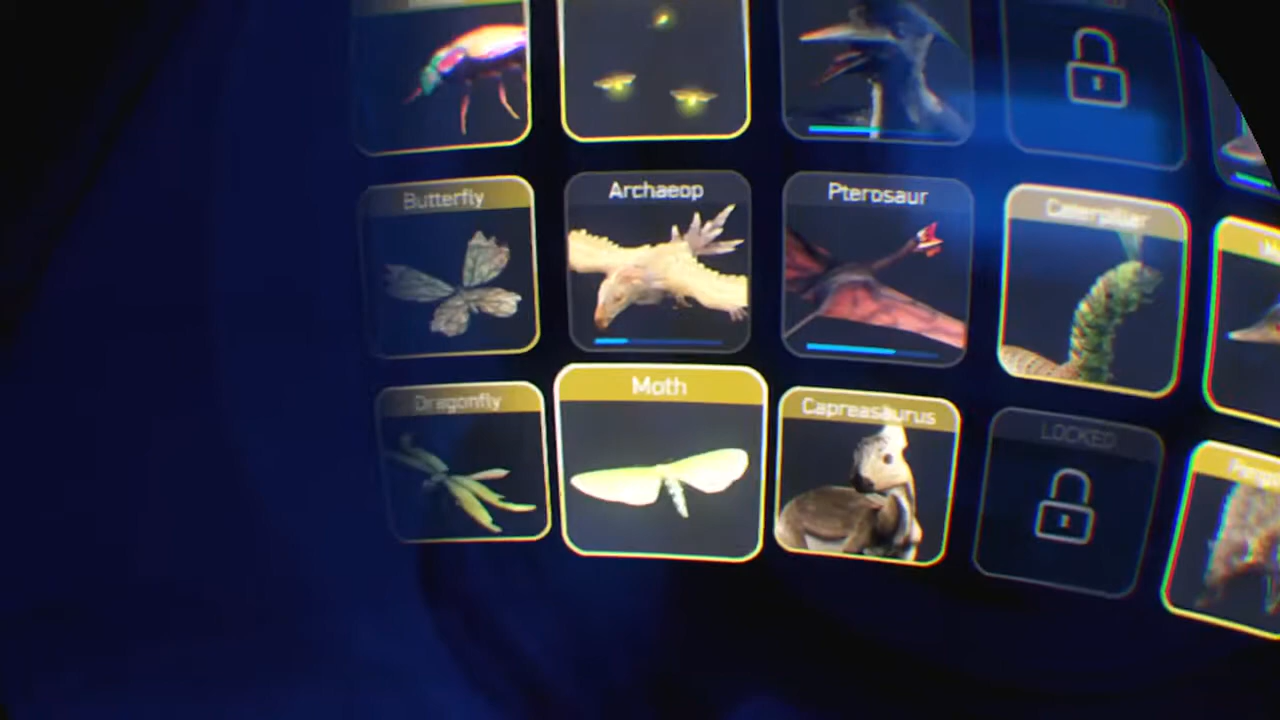 Butterfly
Archaeop
Pterosaur
Caterpillar
Dragonfly
Moth
Capreasaurus
LOCKED